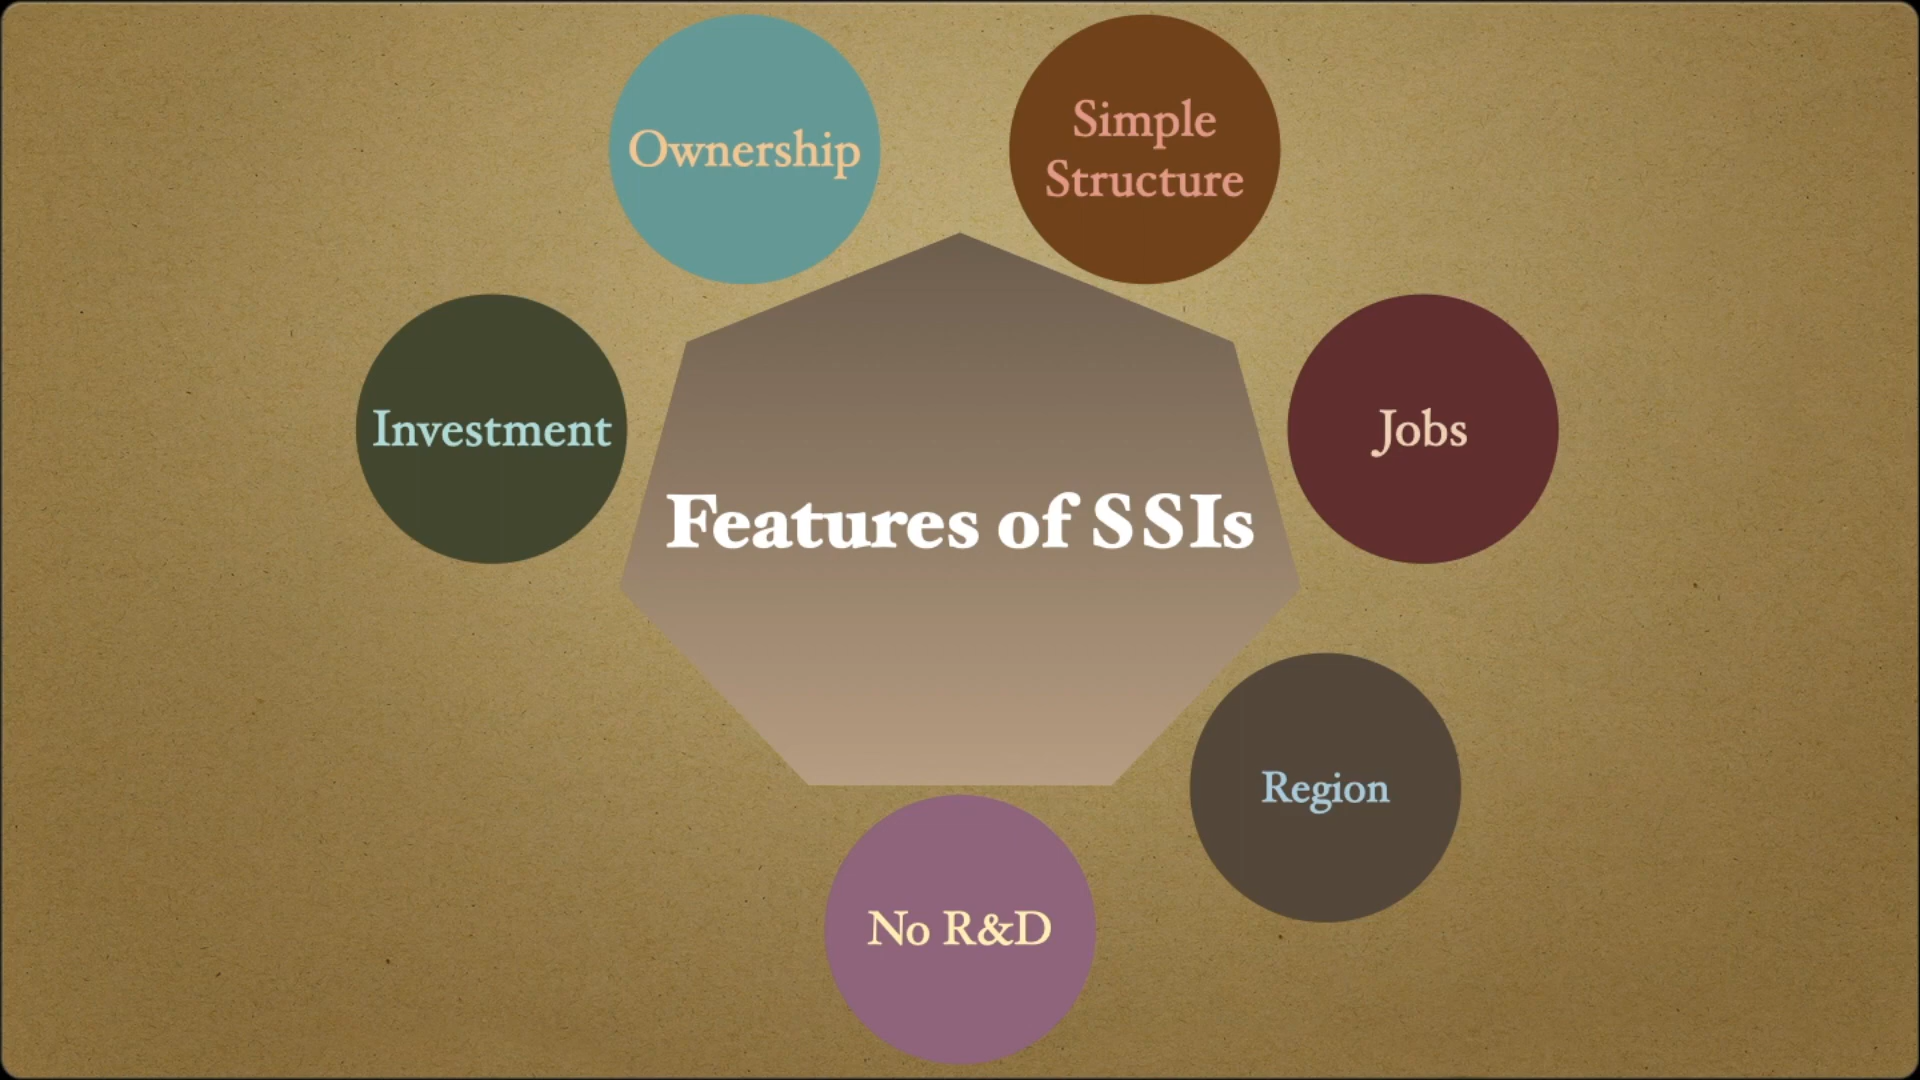 Ownership
Simple
Structure
Investment
Jobs
Features of SSIs
Region
No R&D